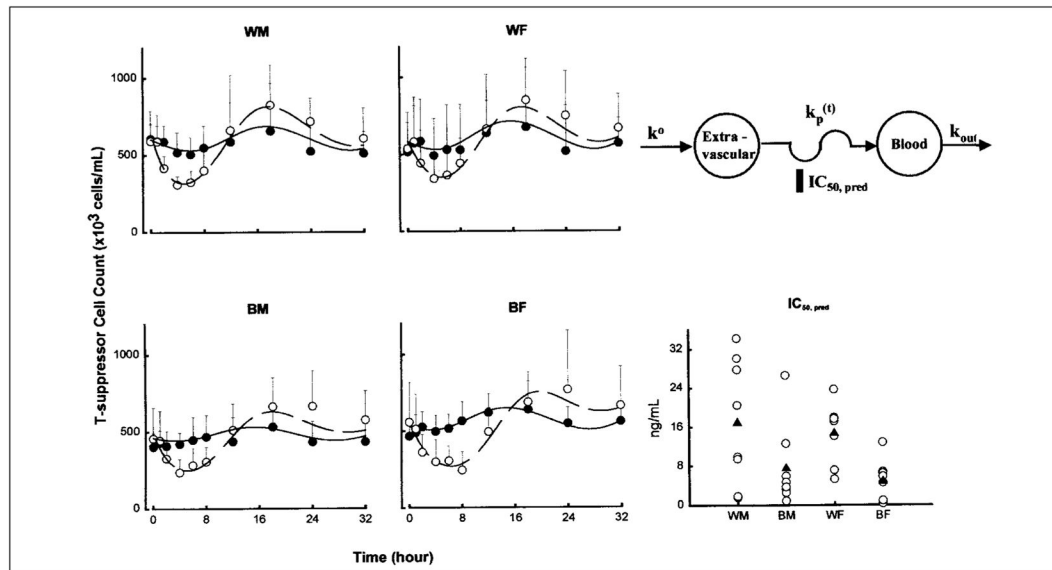 WM
WF
1000
500
0
T-suppressor Cell Count (x10³ cells/mL)
k°
Extra-
vascular
kₚ(t)
IC50, pred
Blood
kout
BM
BF
1000
500
0
0 8 16 24 32
0 8 16 24 32
Time (hour)
IC50, pred
ng/mL
32
24
16
8
0
WM BM WF BF